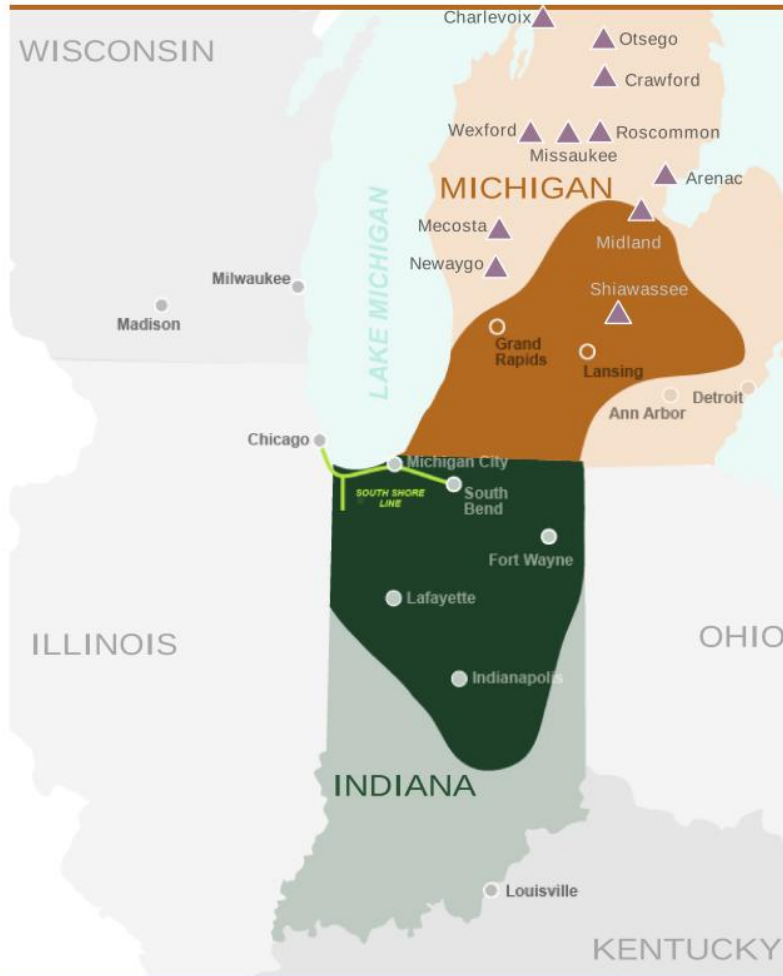 Charlevoix
WISCONSIN
Otsego
Crawford
Wexford
Roscommon
Missaukee
Arenac
MICHIGAN
Mecosta
Midland
Newaygo
LAKE MICHIGAN
Milwaukee
Shiawassee
Madison
Grand
Rapids
Lansing
Detroit
Ann Arbor
Chicago
Michigan City
SOUTH SHORE
LINE
South
Bend
Fort Wayne
Lafayette
ILLINOIS
OHIO
Indianapolis
INDIANA
Louisville
KENTUCKY